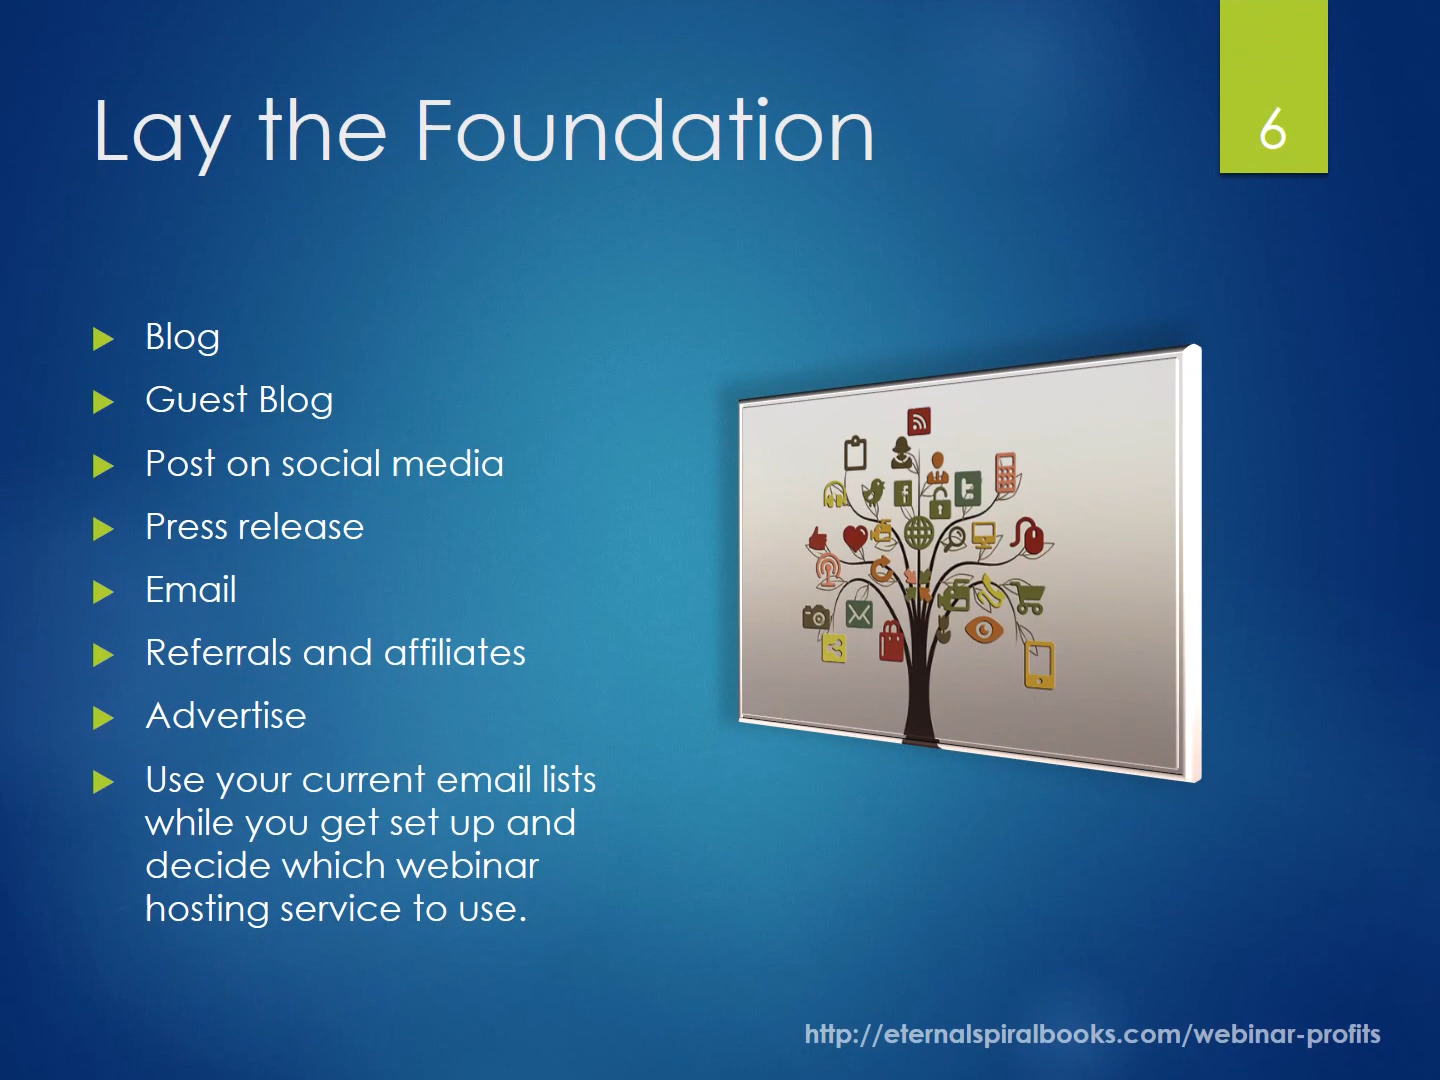 Lay the Foundation
6
Blog
Guest Blog
Post on social media
Press release
Email
Referrals and affiliates
Advertise
Use your current email lists
while you get set up and
decide which webinar
hosting service to use.
http://eternalspiralbooks.com/webinar-profits